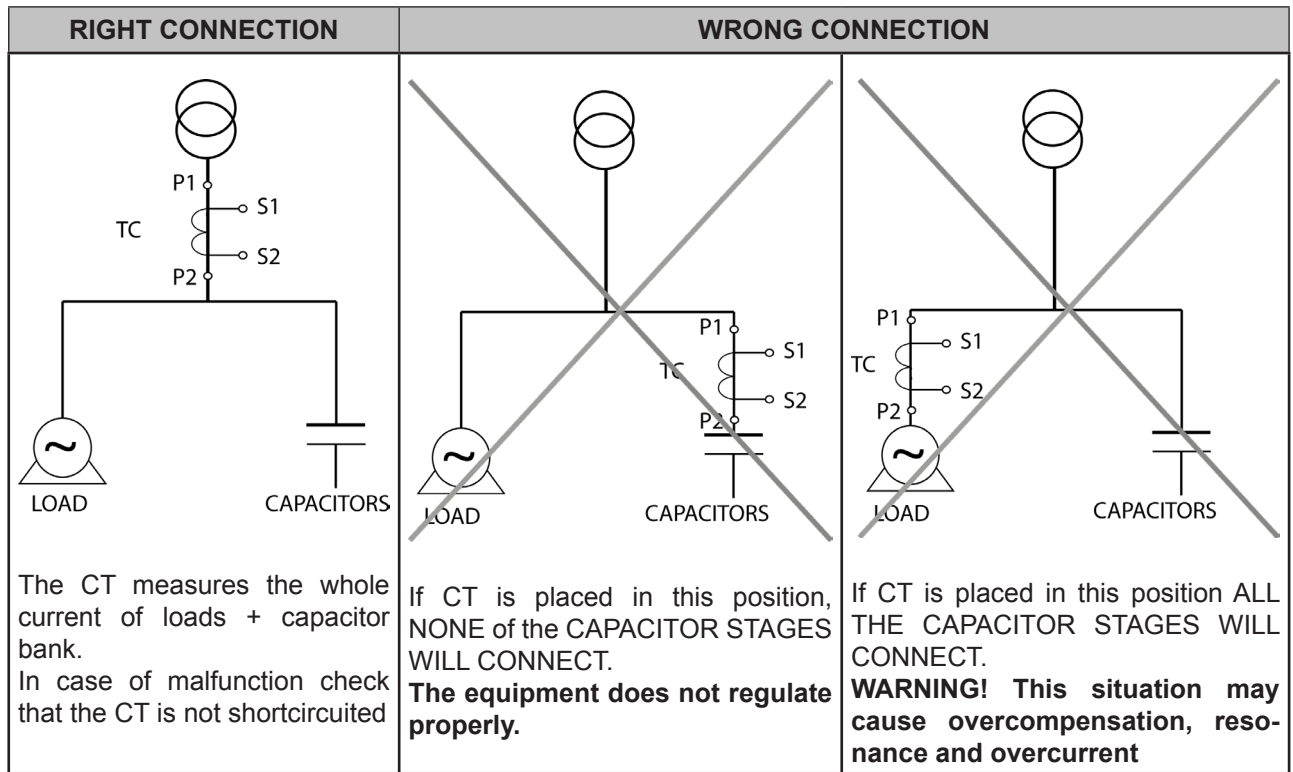 RIGHT CONNECTION
WRONG CONNECTION
P1
S1
TC
S2
P2
LOAD
CAPACITORS
The CT measures the whole
current of loads + capacitor
bank.
In case of malfunction check
that the CT is not shortcircuited
P1
S1
TC
S2
P2
LOAD
CAPACITORS
If CT is placed in this position,
NONE of the CAPACITOR STAGES
WILL CONNECT.
The equipment does not regulate
properly.
P1
S1
TC
S2
P2
LOAD
CAPACITORS
If CT is placed in this position ALL
THE CAPACITOR STAGES WILL
CONNECT.
WARNING! This situation may
cause overcompensation, reso-
nance and overcurrent